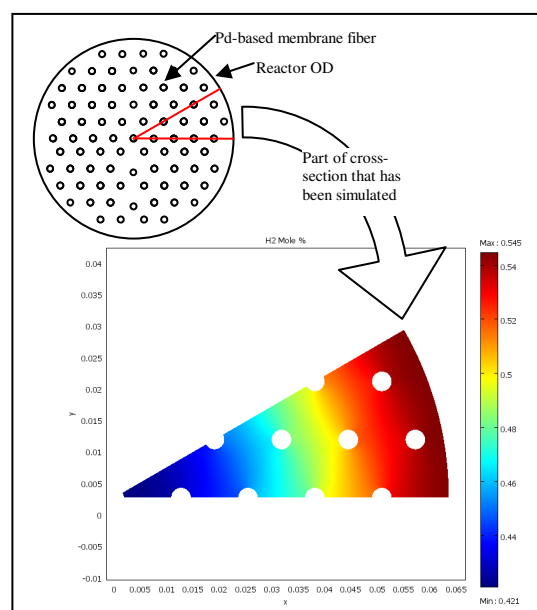 Pd-based membrane fiber
Reactor OD
Part of cross-
section that has
been simulated
H2 Mole %
Max: 0.545
0.04
0.035
0.03
0.025
0.02
0.015
0.01
0.005
0
-0.005
-0.01
y
0 0.005 0.01 0.015 0.02 0.025 0.03 0.035 0.04 0.045 0.05 0.055 0.06 0.065
x
0.54
0.52
0.5
0.48
0.46
0.44
Min: 0.421